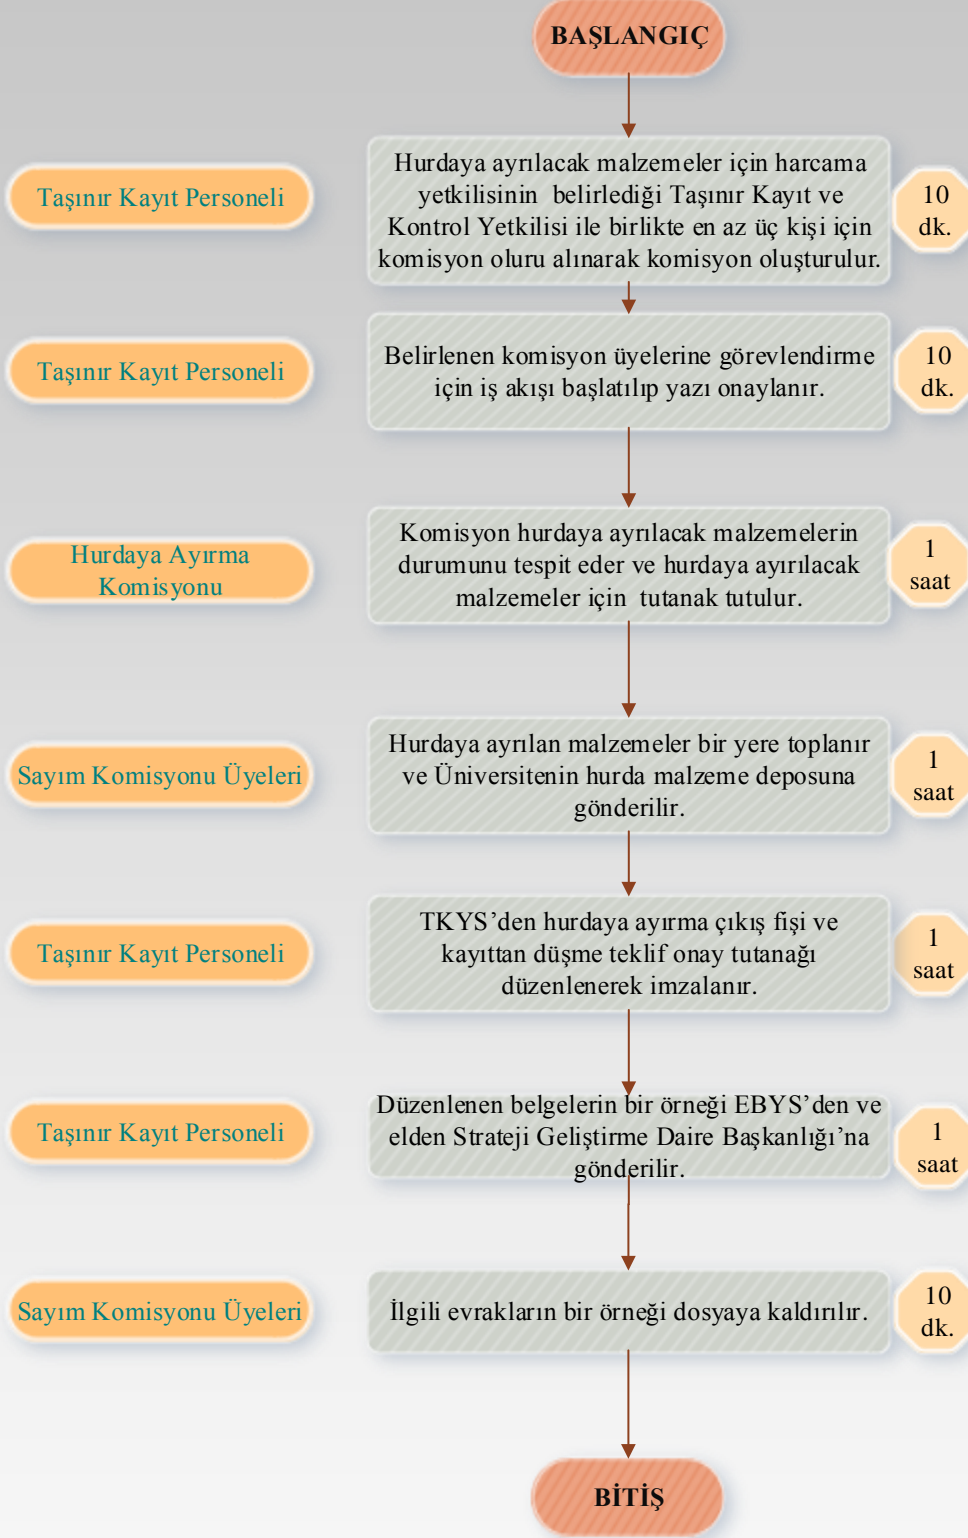 BAŞLANGIÇ
Taşınır Kayıt Personeli
Hurdaya ayrılacak malzemeler için harcama
yetkilisinin belirlediği Taşınır Kayıt ve
Kontrol Yetkilisi ile birlikte en az üç kişi için
komisyon oluru alınarak komisyon oluşturulur.
10
dk.
Taşınır Kayıt Personeli
Belirlenen komisyon üyelerine görevlendirme
için iş akışı başlatılıp yazı onaylanır.
10
dk.
Hurdaya Ayırma
Komisyonu
Komisyon hurdaya ayrılacak malzemelerin
durumunu tespit eder ve hurdaya ayırılacak
malzemeler için tutanak tutulur.
1
saat
Sayım Komisyonu Üyeleri
Hurdaya ayrılan malzemeler bir yere toplanır
ve Üniversitenin hurda malzeme deposuna
gönderilir.
1
saat
Taşınır Kayıt Personeli
TKYS’den hurdaya ayırma çıkış fişi ve
kayıttan düşme teklif onay tutanağı
düzenlenerek imzalanır.
1
saat
Taşınır Kayıt Personeli
Düzenlenen belgelerin bir örneği EBYS’den ve
elden Strateji Geliştirme Daire Başkanlığı’na
gönderilir.
1
saat
Sayım Komisyonu Üyeleri
İlgili evrakların bir örneği dosyaya kaldırılır.
10
dk.
BİTİŞ